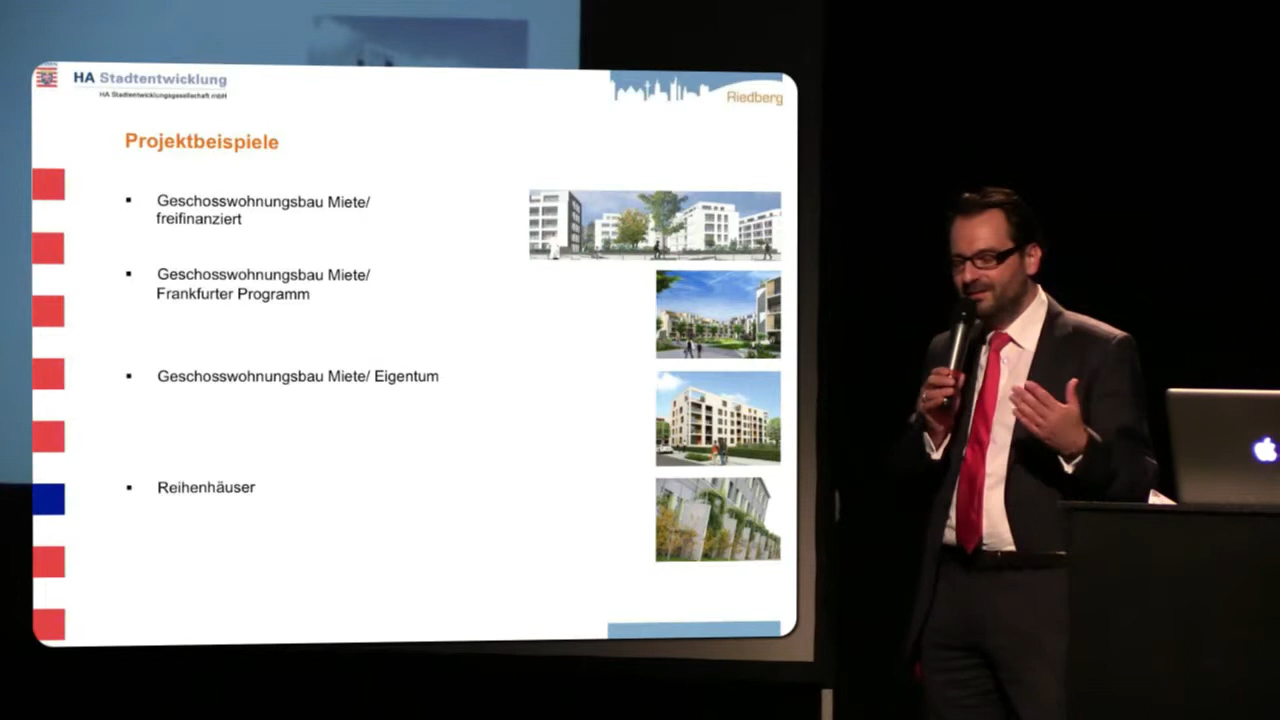 HA Stadtentwicklung
HA Stadtentwicklungsgesellschaft mbH
Riedberg
Projektbeispiele
Geschosswohnungsbau Miete/
freifinanziert
Geschosswohnungsbau Miete/
Frankfurter Programm
Geschosswohnungsbau Miete/ Eigentum
Reihenhäuser